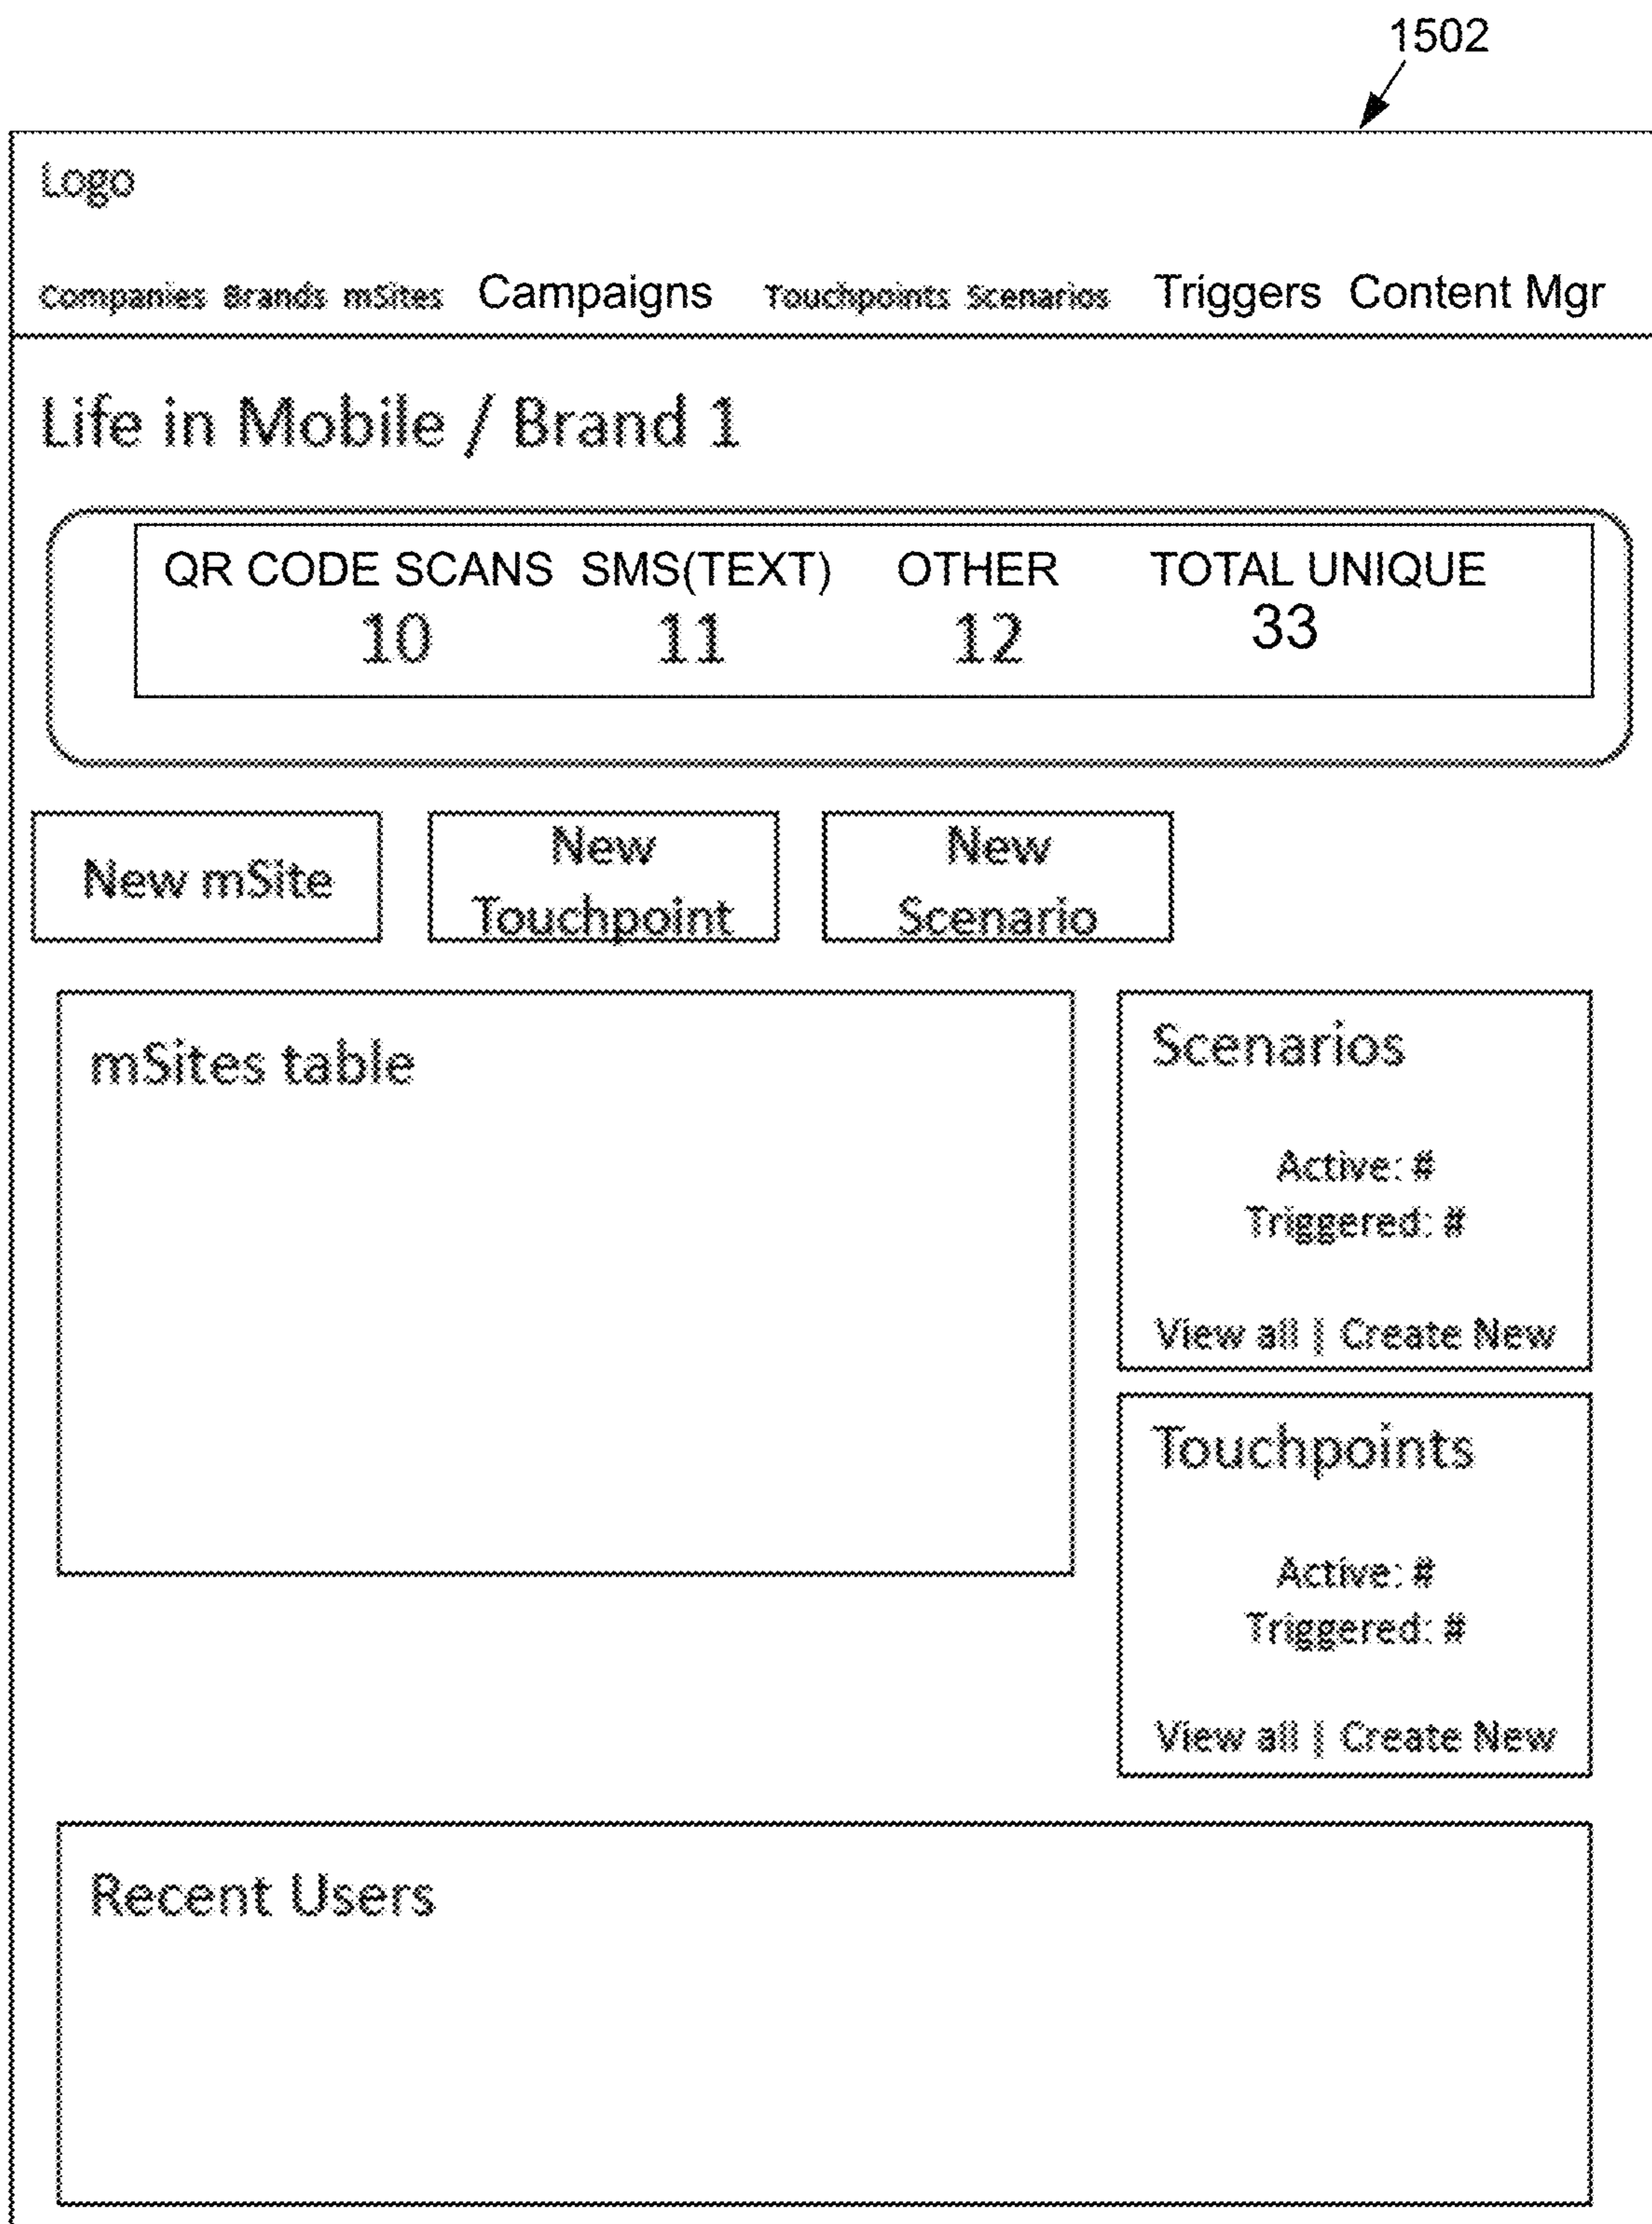 1502
Logo
Companies Brands mSites Campaigns Touchpoints Scenarios Triggers Content Mgr
Life in Mobile / Brand 1
QR CODE SCANS SMS(TEXT) OTHER TOTAL UNIQUE
10 11 12 33
New mSite
New
Touchpoint
New
Scenario
mSites table
Scenarios
Active: #
Triggered: #
View all | Create New
Touchpoints
Active: #
Triggered: #
View all | Create New
Recent Users